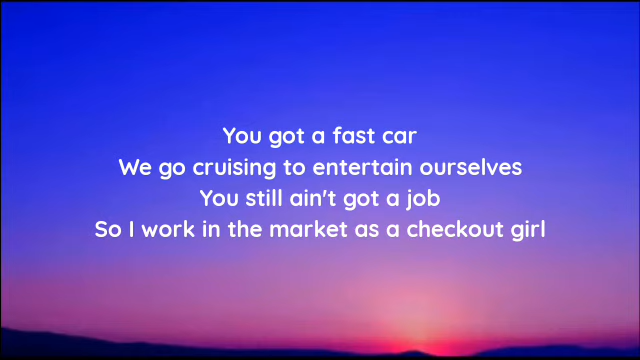 You got a fast car
We go cruising to entertain ourselves
You still ain't got a job
So I work in the market as a checkout girl